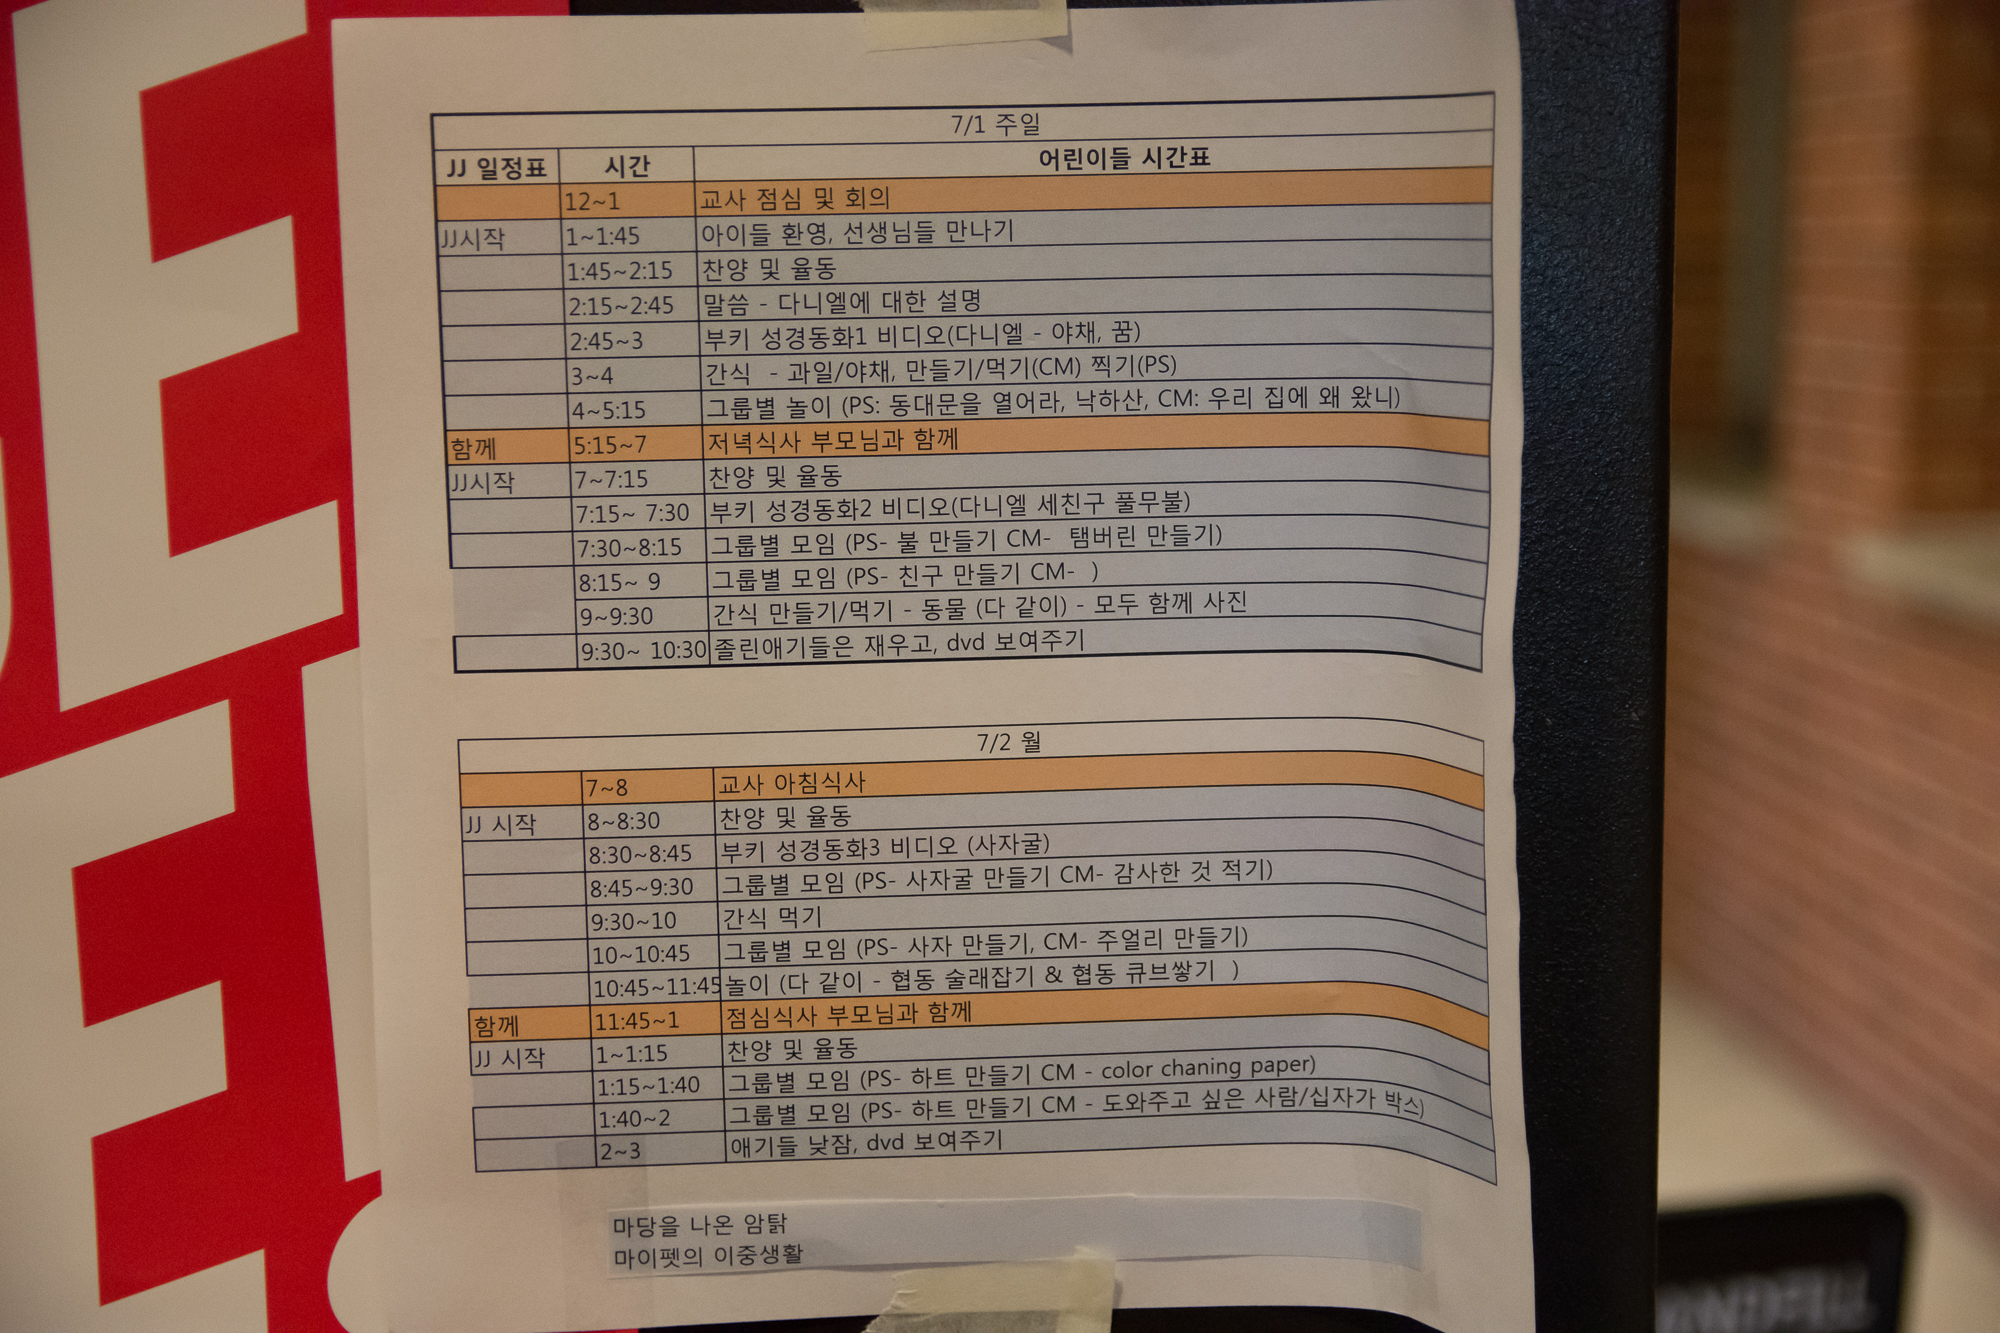 7/1 주일
JJ 일정표 시간 어린이들 시간표
12~1 교사 점심 및 회의
JJ시작 1~1:45 아이들 환영, 선생님들 만나기
1:45~2:15 찬양 및 율동
2:15~2:45 말씀 - 다니엘에 대한 설명
2:45~3 부키 성경동화1 비디오(다니엘 - 야채, 꿈)
3~4 간식 - 과일/야채, 만들기/먹기(CM) 찍기(PS)
4~5:15 그룹별 놀이 (PS: 동대문을 열어라, 낙하산, CM: 우리 집에 왜 왔니)
함께 5:15~7 저녁식사 부모님과 함께
JJ시작 7~7:15 찬양 및 율동
7:15~ 7:30 부키 성경동화2 비디오(다니엘 세친구 풀무불)
7:30~8:15 그룹별 모임 (PS- 불 만들기 CM- 탬버린 만들기)
8:15~ 9 그룹별 모임 (PS- 친구 만들기 CM- )
9~9:30 간식 만들기/먹기 - 동물 (다 같이) - 모두 함께 사진
9:30~ 10:30 졸린애기들은 재우고, dvd 보여주기
7/2 월
7~8 교사 아침식사
JJ 시작 8~8:30 찬양 및 율동
8:30~8:45 부키 성경동화3 비디오 (사자굴)
8:45~9:30 그룹별 모임 (PS- 사자굴 만들기 CM- 감사한 것 적기)
9:30~10 간식 먹기
10~10:45 그룹별 모임 (PS- 사자 만들기, CM- 주얼리 만들기)
10:45~11:45 놀이 (다 같이 - 협동 술래잡기 & 협동 큐브쌓기 )
함께 11:45~1 점심식사 부모님과 함께
JJ 시작 1~1:15 찬양 및 율동
1:15~1:40 그룹별 모임 (PS- 하트 만들기 CM - color chaning paper)
1:40~2 그룹별 모임 (PS- 하트 만들기 CM - 도와주고 싶은 사람/십자가 박스)
2~3 애기들 낮잠, dvd 보여주기
마당을 나온 암탉
마이펫의 이중생활